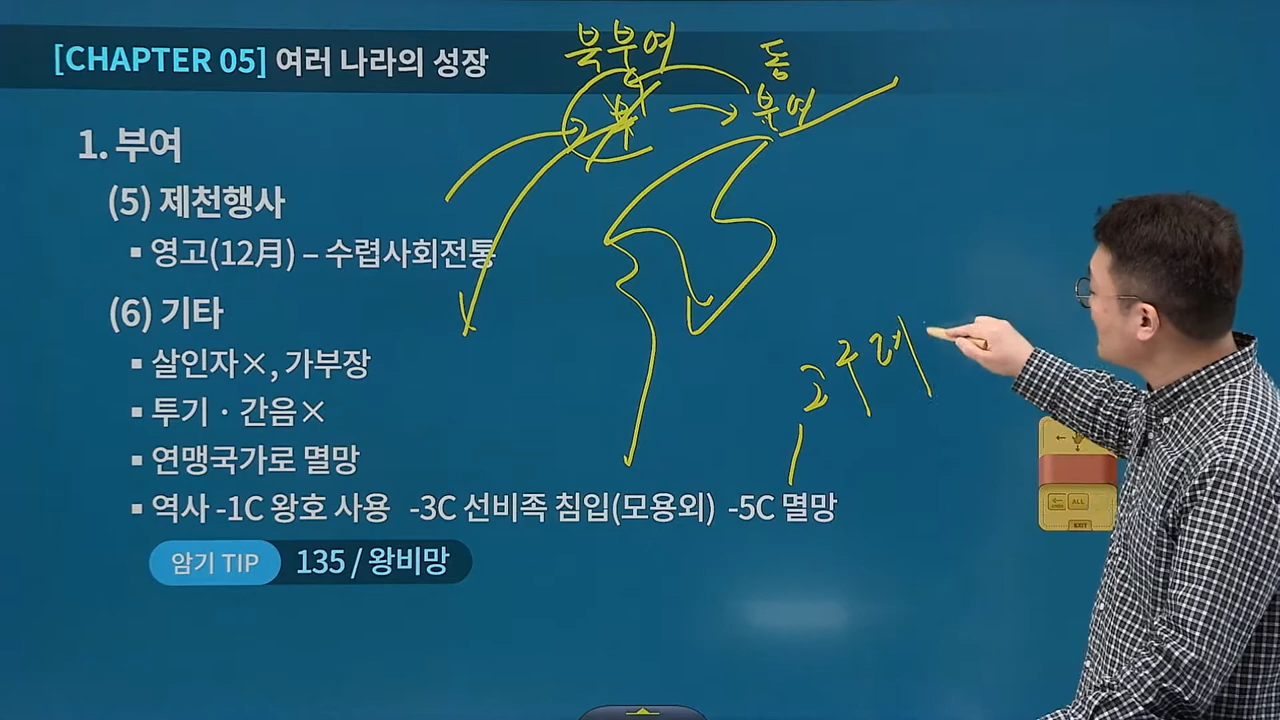 [CHAPTER 05] 여러 나라의 성장
북부여
동
부여
부
1. 부여
(5) 제천행사
▪ 영고(12月) – 수렵사회전통
(6) 기타
▪ 살인자×, 가부장
▪ 투기 · 간음×
▪ 연맹국가로 멸망
▪ 역사 -1C 왕호 사용 -3C 선비족 침입(모용외) -5C 멸망
암기 TIP 135 / 왕비망
고구려
ALL
EXIT